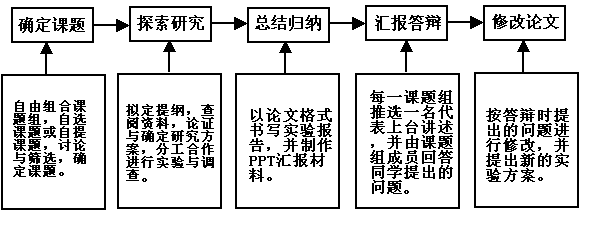 确定课题
探索研究
总结归纳
汇报答辩
修改论文
自由组合课
题组，自选
课题或自提
课题，讨论
与筛选，确
定课题。
拟定提纲，查
阅资料，论证
与确定研究方
案，分工合作
进行实验与调
查。
以论文格式
书写实验报
告，并制作
PPT汇报材
料。
每一课题组
推选一名代
表上台讲述
，并由课题
组成员回答
同学提出的
问题。
按答辩时提
出的问题进
行修改，并
提出新的实
验方案。